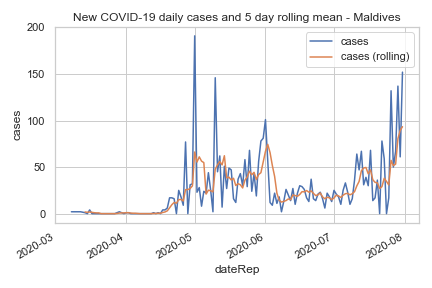 New COVID-19 daily cases and 5 day rolling mean - Maldives
cases
cases (rolling)
200
150
100
50
0
cases
2020-03
2020-04
2020-05
2020-06
2020-07
2020-08
dateRep